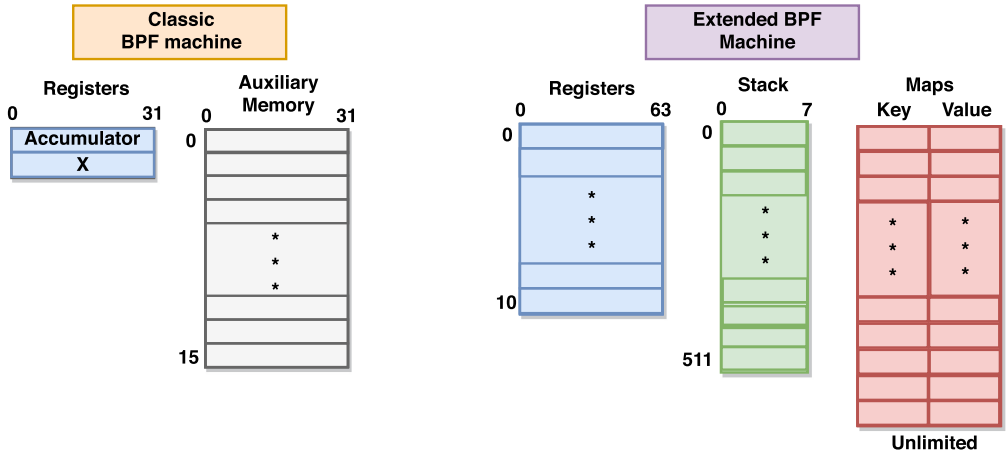 Classic
BPF machine
Extended BPF
Machine
Registers
0 31
Accumulator
X
Auxiliary
Memory
0 31
0
*
*
*
15
Registers
0 63
0
*
*
*
10
Stack
0 7
0
*
*
*
511
Maps
Key Value
* *
* *
* *
Unlimited